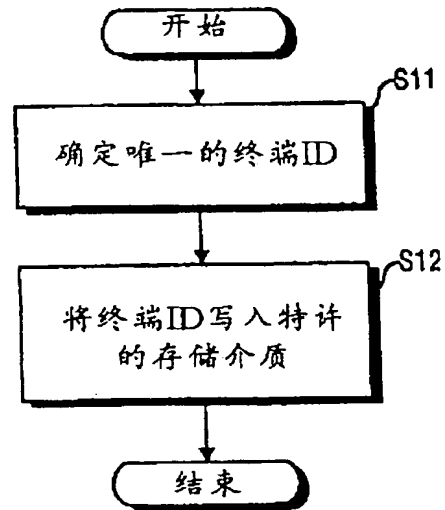 开始
S11
确定唯一的终端ID
S12
将终端ID写入特许
的存储介质
结束